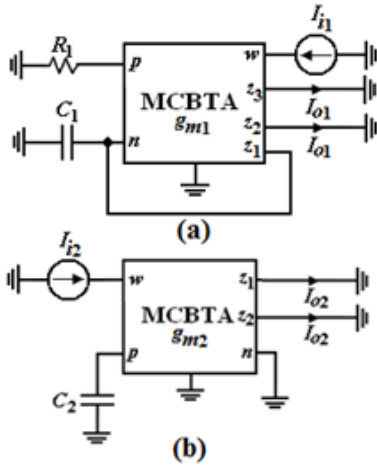 R1
Ii1
p
w
MCBTA
gm1
z3
Io1
C1
n
z2
Io1
z1
(a)
Ii2
w
z1
Io2
MCBTA
gm2
z2
Io2
p
n
C2
(b)